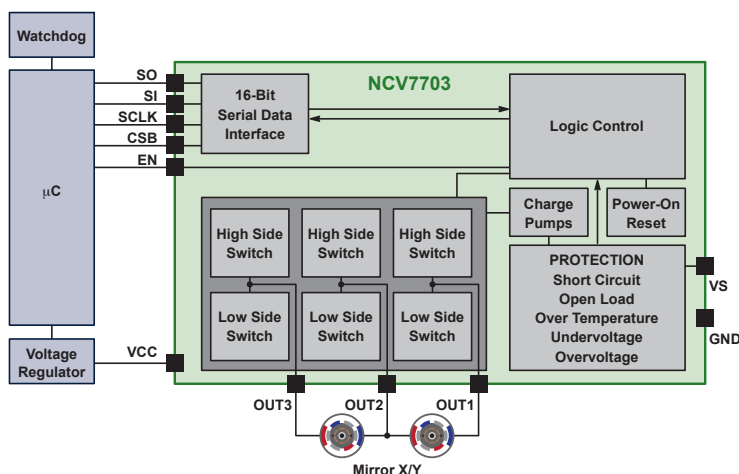 Watchdog
μC
Voltage
Regulator
SO
SI
SCLK
CSB
EN
VCC
NCV7703
16-Bit
Serial Data
Interface
Logic Control
High Side
Switch
High Side
Switch
High Side
Switch
Low Side
Switch
Low Side
Switch
Low Side
Switch
Charge
Pumps
Power-On
Reset
PROTECTION
Short Circuit
Open Load
Over Temperature
Undervoltage
Overvoltage
VS
GND
OUT3
OUT2
OUT1
Mirror X/Y